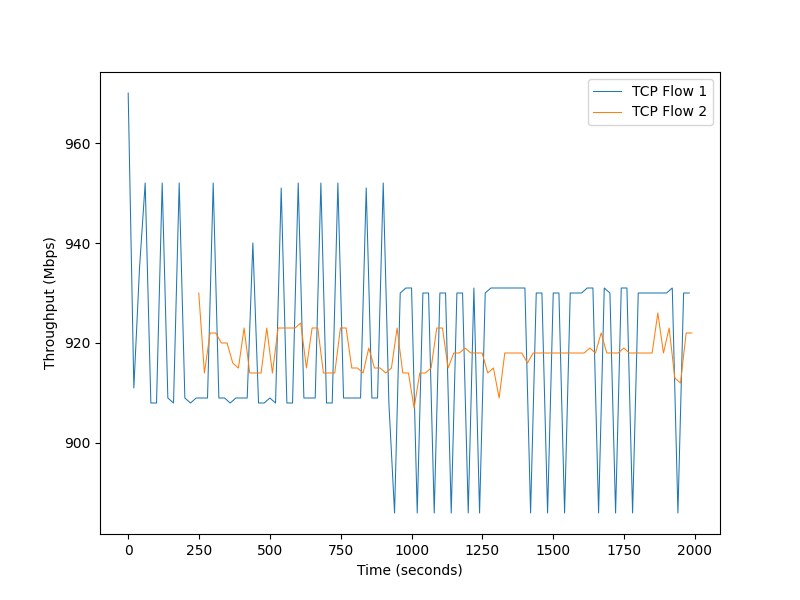 TCP Flow 1
TCP Flow 2
Throughput (Mbps)
960
940
920
900
0 250 500 750 1000 1250 1500 1750 2000
Time (seconds)